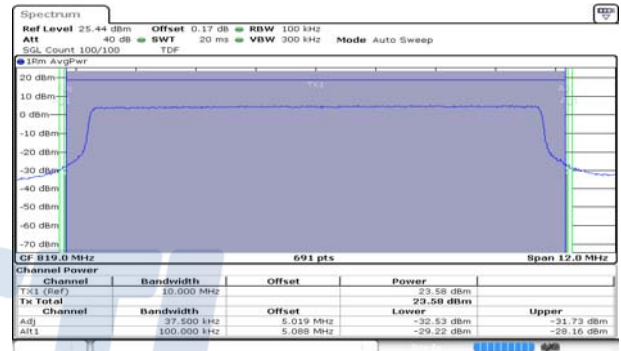 Spectrum
Ref Level 25.44 dBm Offset 0.17 dB RBW 100 kHz
Att 40 dB SWT 20 ms VBW 300 kHz Mode Auto Sweep
SGL Count 100/100 TDF
1Rm AvgPwr
20 dBm
10 dBm
0 dBm
-10 dBm
-20 dBm
-30 dBm
-40 dBm
-50 dBm
-60 dBm
-70 dBm
CF 819.0 MHz 691 pts Span 12.0 MHz
Channel Power
Channel Bandwidth Offset Power
TX1 (Ref) 10.000 MHz 23.58 dBm
Tx Total 23.58 dBm
Channel Bandwidth Offset Lower Upper
Adj 37.500 kHz 5.019 MHz -32.53 dBm -31.73 dBm
Alt1 100.000 kHz 5.088 MHz -29.22 dBm -28.16 dBm